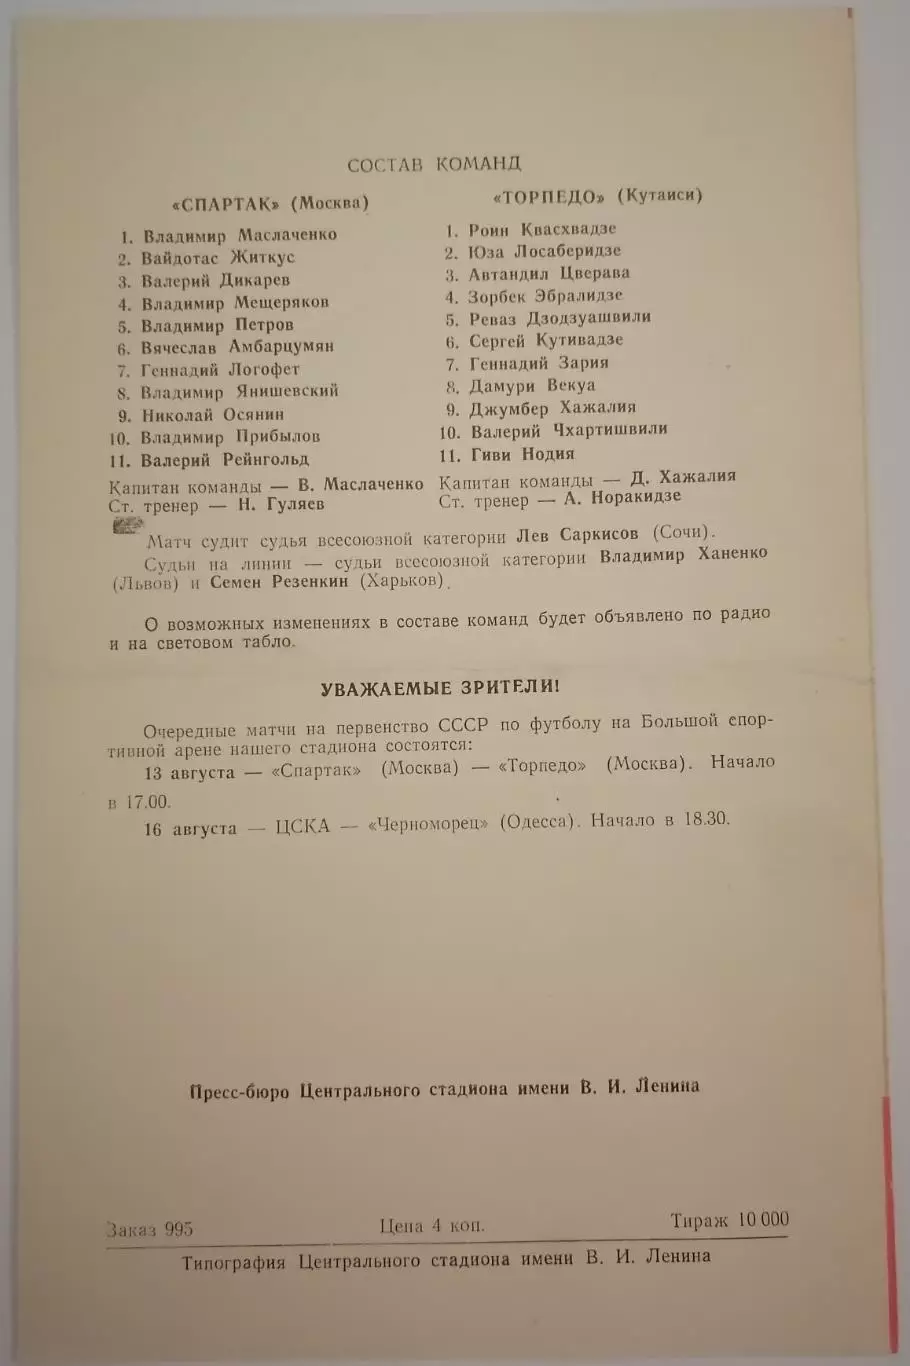 СОСТАВ КОМАНД
«СПАРТАК» (Москва)
1. Владимир Маслаченко
2. Вайдотас Житкус
3. Валерий Дикарев
4. Владимир Мещеряков
5. Владимир Петров
6. Вячеслав Амбарцумян
7. Геннадий Логофет
8. Владимир Янишевский
9. Николай Осянин
10. Владимир Прибылов
11. Валерий Рейнгольд
Капитан команды — В. Маслаченко
Ст. тренер — Н. Гуляев
«ТОРПЕДО» (Кутаиси)
1. Роин Квасхвадзе
2. Юза Лосаберидзе
3. Автандил Цверава
4. Зорбек Эбралидзе
5. Реваз Дзодзуашвили
6. Сергей Кутивадзе
7. Геннадий Зария
8. Дамури Векуа
9. Джумбер Хажалия
10. Валерий Чхартишвили
11. Гиви Нодия
Капитан команды — Д. Хажалия
Ст. тренер — А. Норакидзе
Матч судит судья всесоюзной категории Лев Саркисов (Сочи).
Судьи на линии — судьи всесоюзной категории Владимир Ханенко
(Львов) и Семен Резенкин (Харьков).
О возможных изменениях в составе команд будет объявлено по радио
и на световом табло.
УВАЖАЕМЫЕ ЗРИТЕЛИ!
Очередные матчи на первенство СССР по футболу на Большой спор-
тивной арене нашего стадиона состоятся:
13 августа — «Спартак» (Москва) — «Торпедо» (Москва). Начало
в 17.00.
16 августа — ЦСКА — «Черноморец» (Одесса). Начало в 18.30.
Пресс-бюро Центрального стадиона имени В. И. Ленина
Заказ 995 Цена 4 коп. Тираж 10 000
Типография Центрального стадиона имени В. И. Ленина